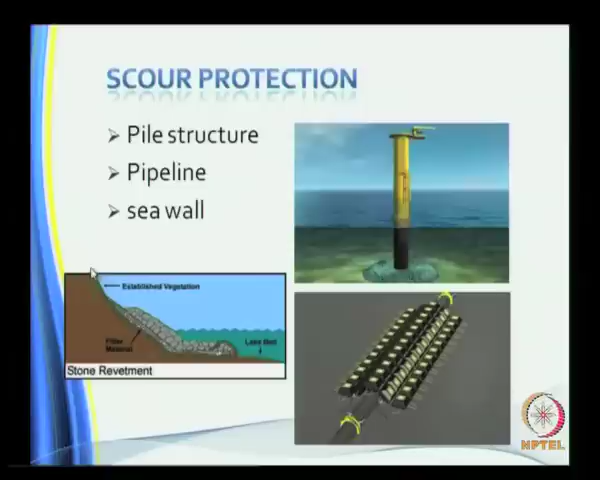 SCOUR PROTECTION
Pile structure
Pipeline
sea wall
Established Vegetation
Filter
Material
Lake Bed
Stone Revetment
NPTEL